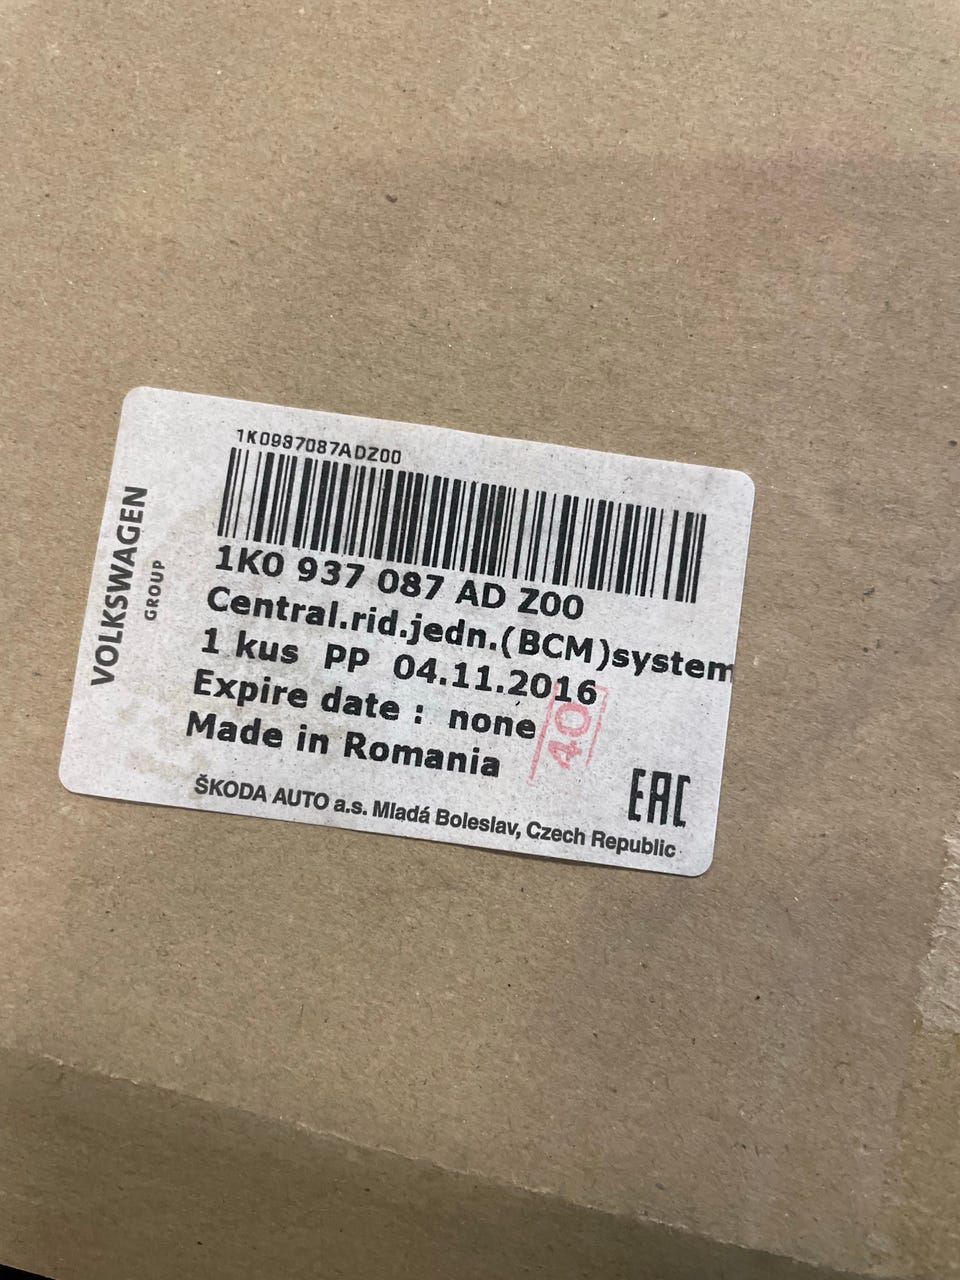 VOLKSWAGEN
GROUP
1K0937087ADZ00
1K0 937 087 AD Z00
Central.rid.jedn.(BCM)system
1 kus PP 04.11.2016
Expire date : none
Made in Romania
40
EAC
ŠKODA AUTO a.s. Mladá Boleslav, Czech Republic